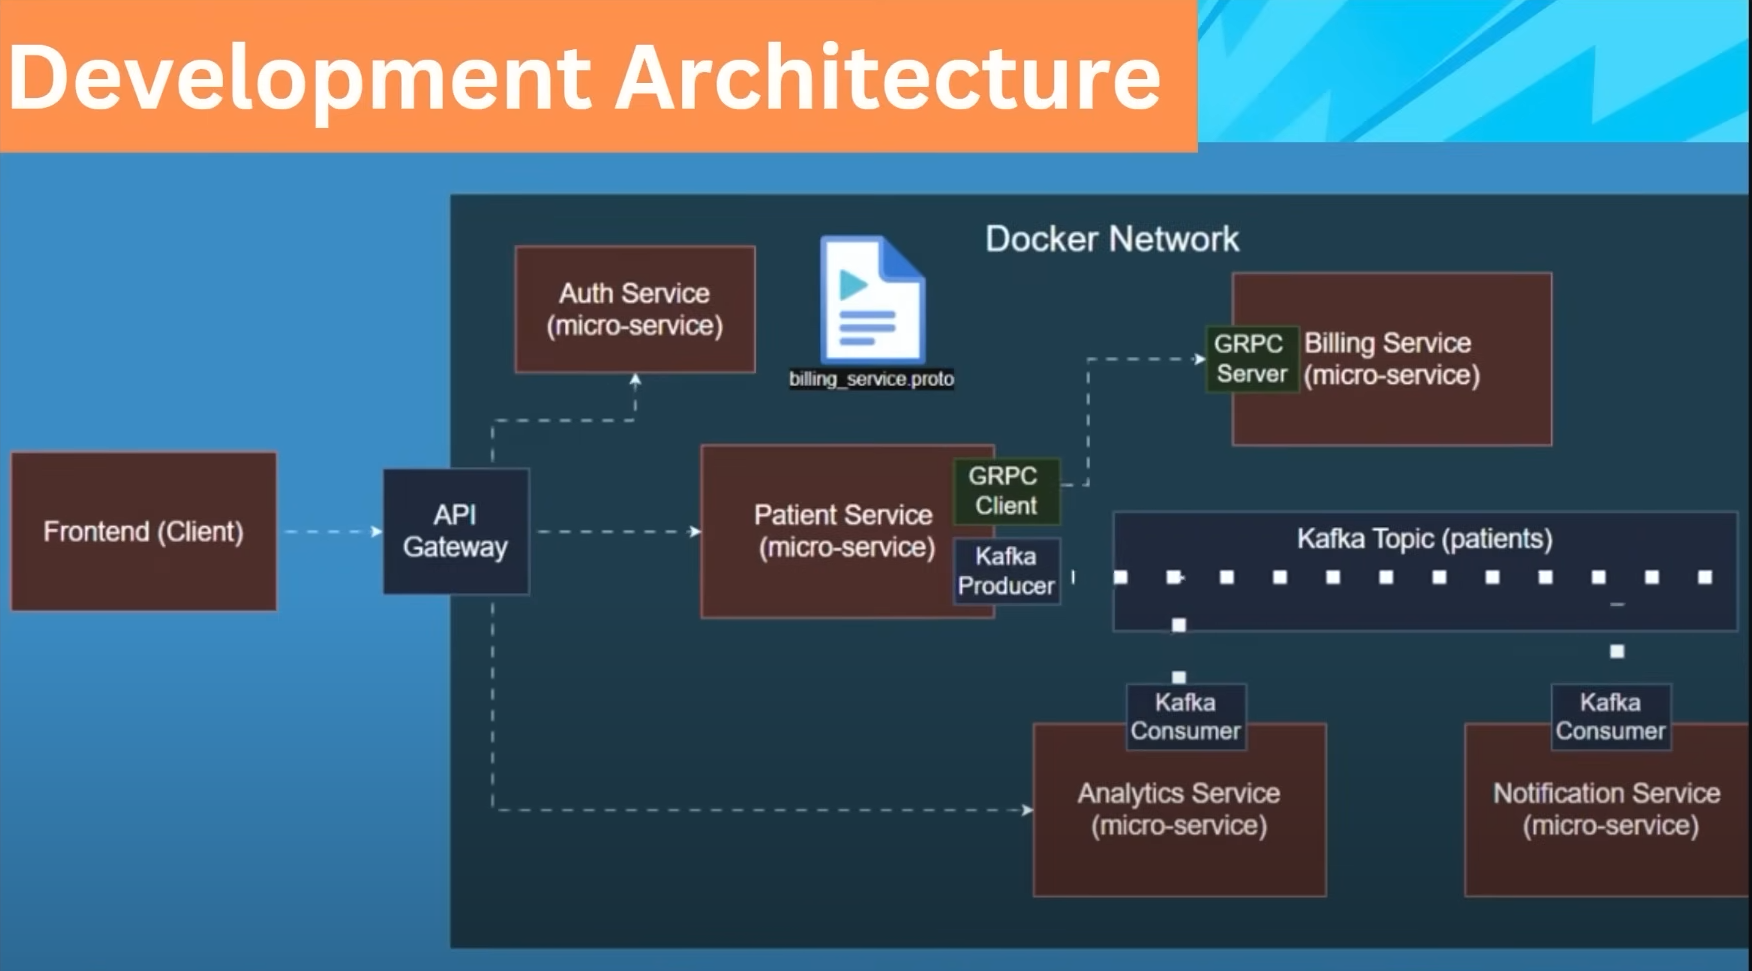 Development Architecture
Docker Network
Auth Service
(micro-service)
billing_service.proto
GRPC
Server
Billing Service
(micro-service)
Frontend (Client)
API
Gateway
Patient Service
(micro-service)
GRPC
Client
Kafka
Producer
Kafka Topic (patients)
Kafka
Consumer
Analytics Service
(micro-service)
Kafka
Consumer
Notification Service
(micro-service)